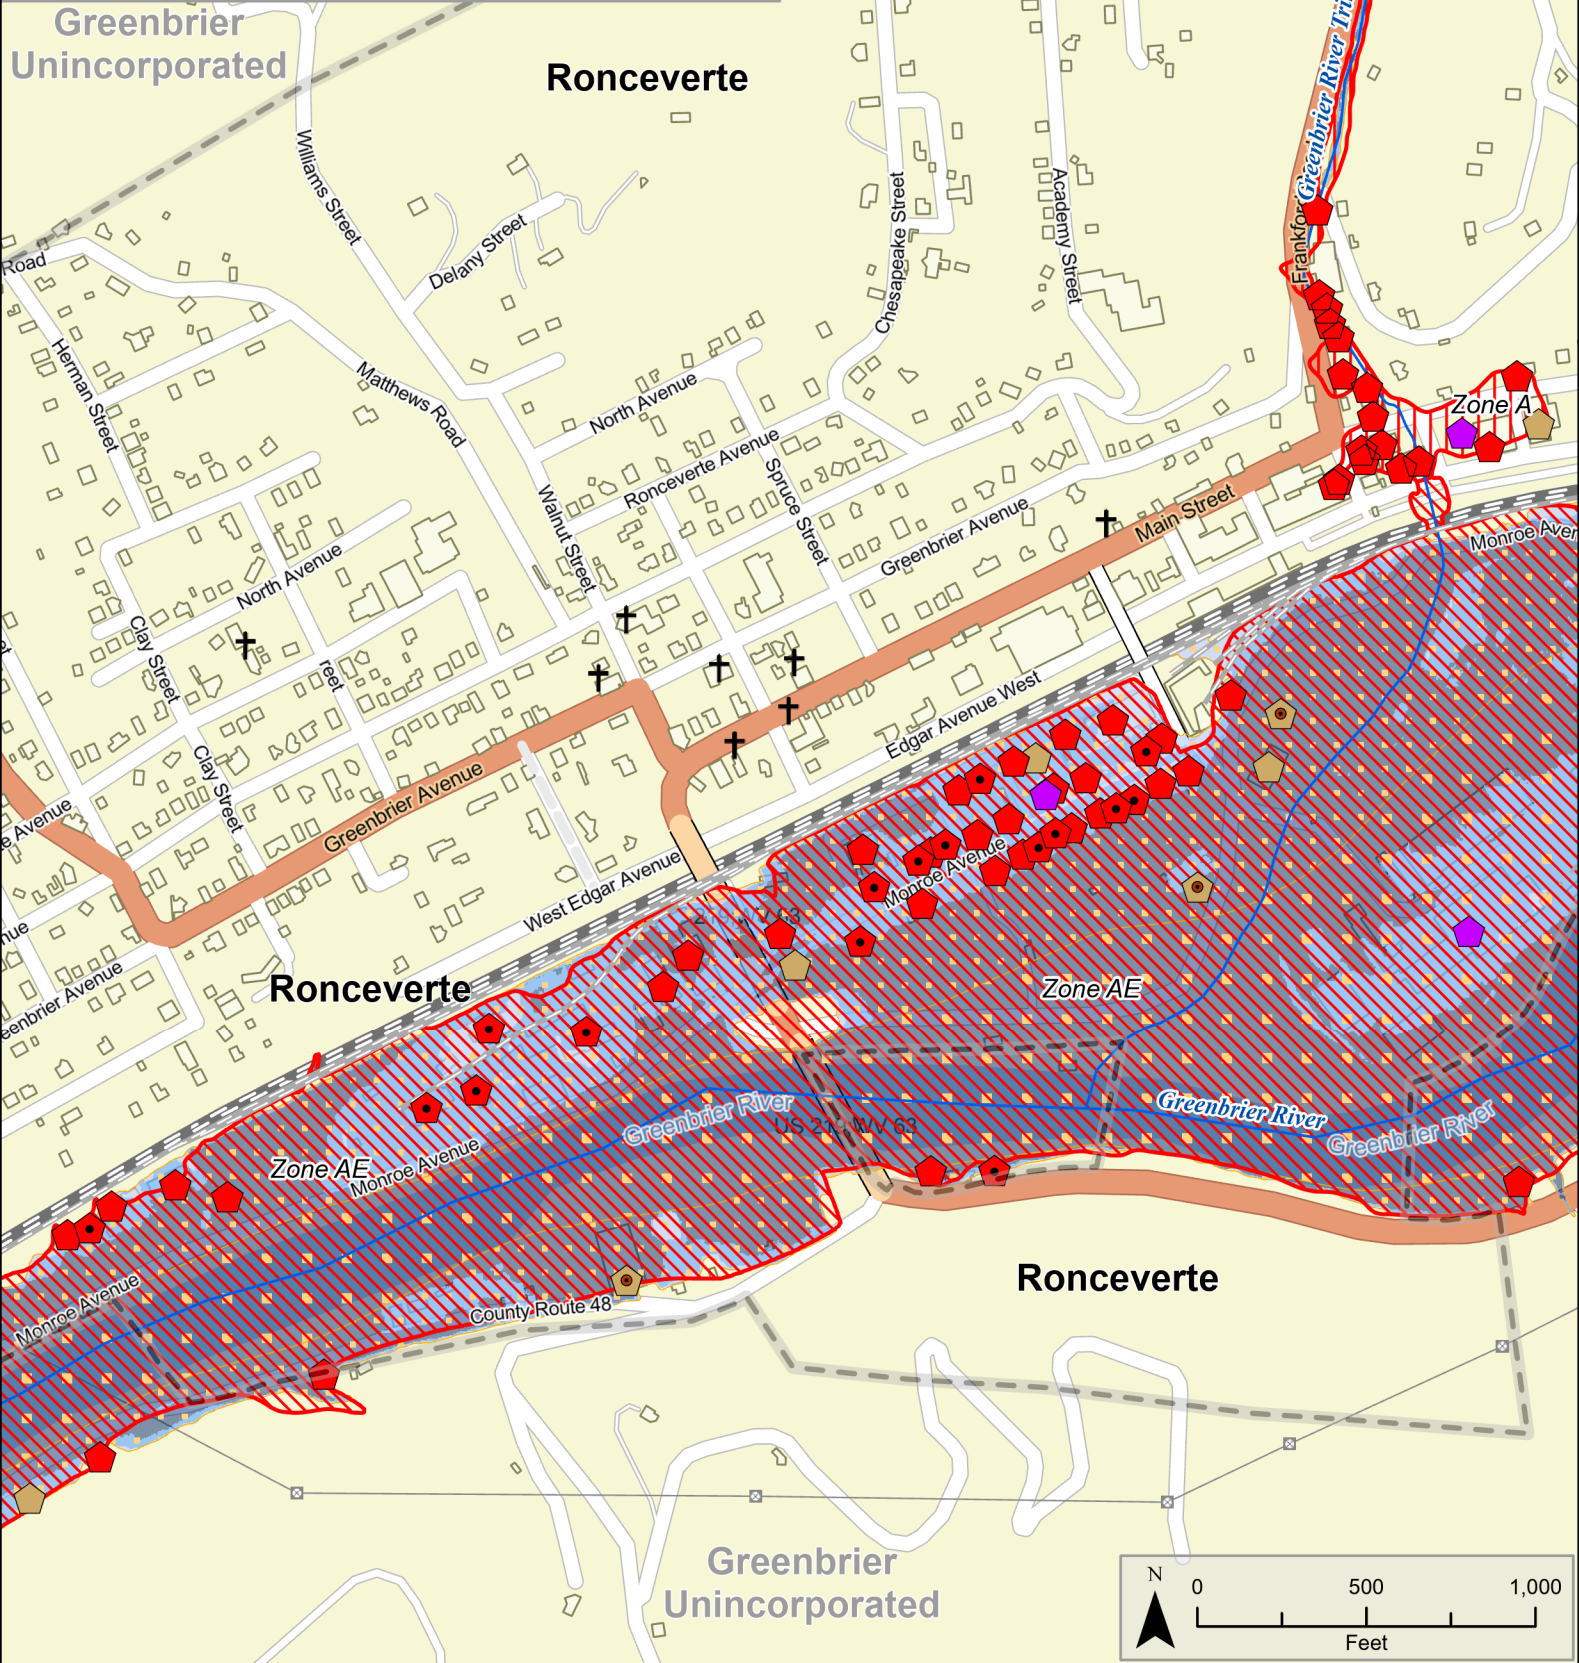 Greenbrier
Unincorporated
Ronceverte
Greenbrier River Tri
Williams Street
Chesapeake Street
Academy Street
Delany Street
Road
Herman Street
Matthews Road
North Avenue
Zone A
Ronceverte Avenue
Spruce Street
Walnut Street
Main Street
Greenbrier Avenue
Monroe Aven
North Avenue
Clay Street
reet
Edgar Avenue West
Clay Street
Greenbrier Avenue
e Avenue
Monroe Avenue
West Edgar Avenue
nue
Ronceverte
Zone AE
eenbrier Avenue
Greenbrier River
Greenbrier River
US 219 WV 63
Greenbrier River
Zone AE
Monroe Avenue
Ronceverte
Monroe Avenue
County Route 48
Greenbrier
Unincorporated
N
0 500 1,000
Feet